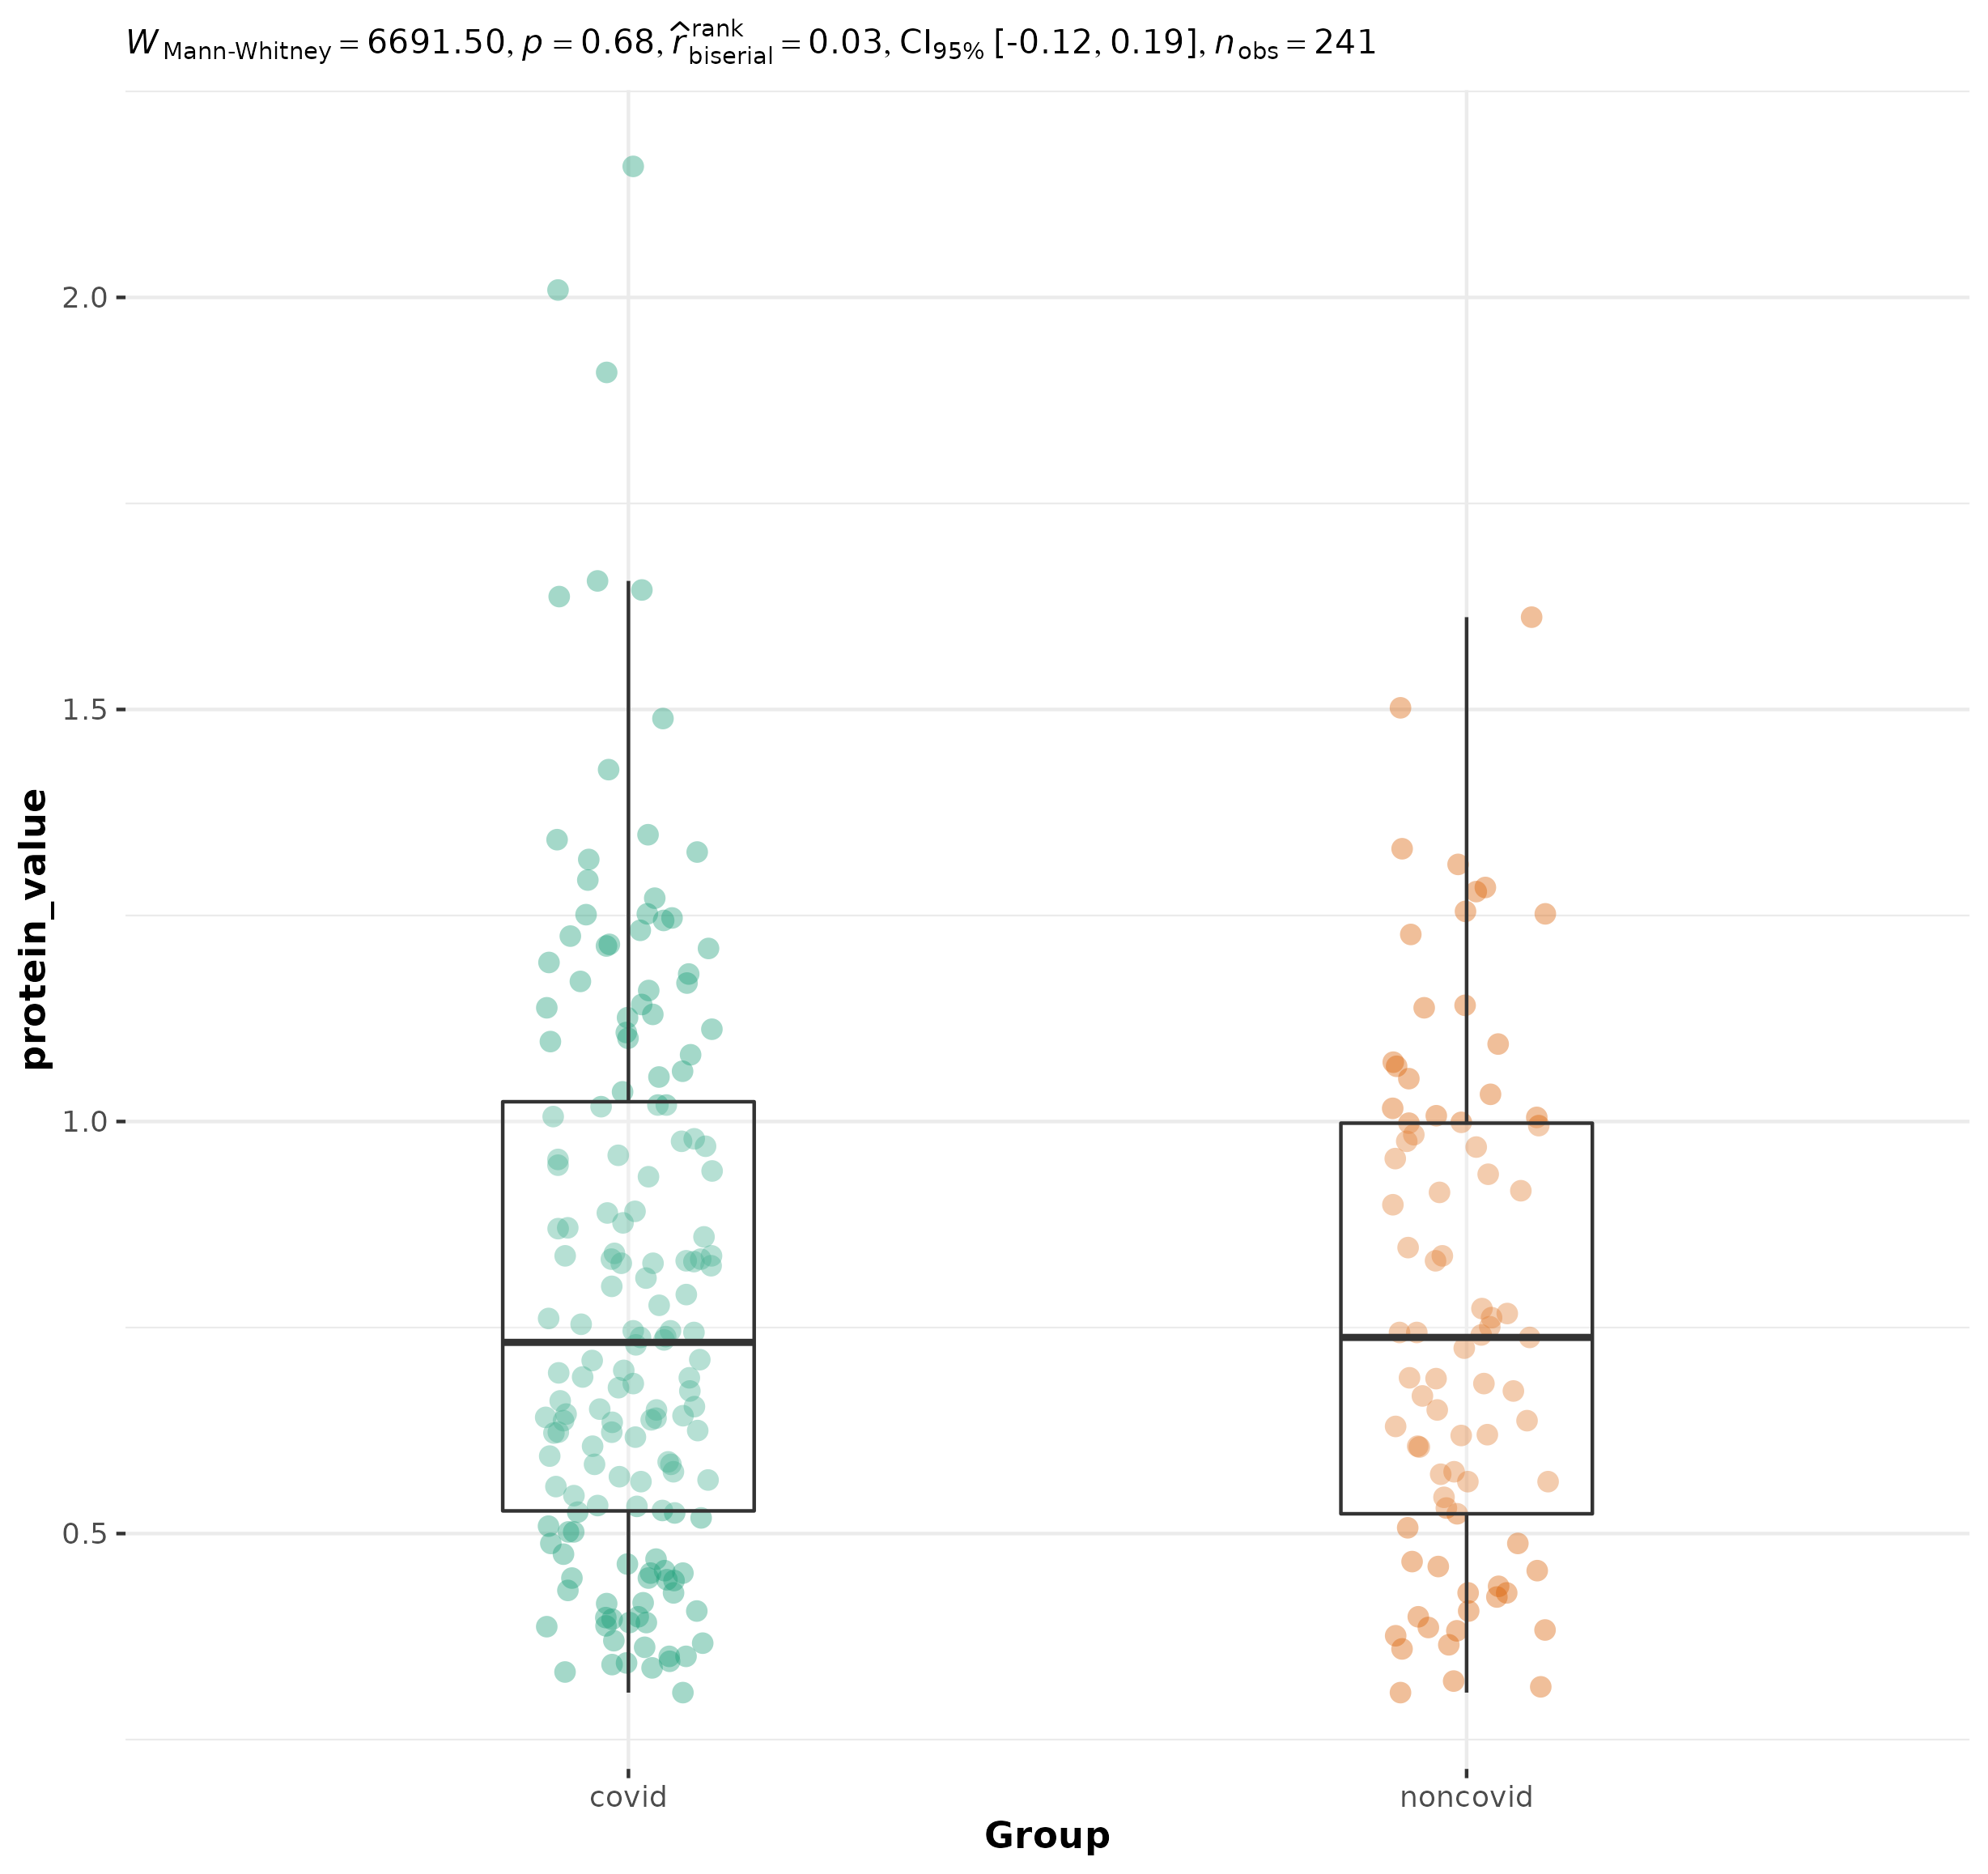 W Mann-Whitney = 6691.50, p = 0.68, r̂ rank biserial = 0.03, CI95% [-0.12, 0.19], n obs = 241
2.0
1.5
1.0
0.5
protein_value
covid noncovid
Group